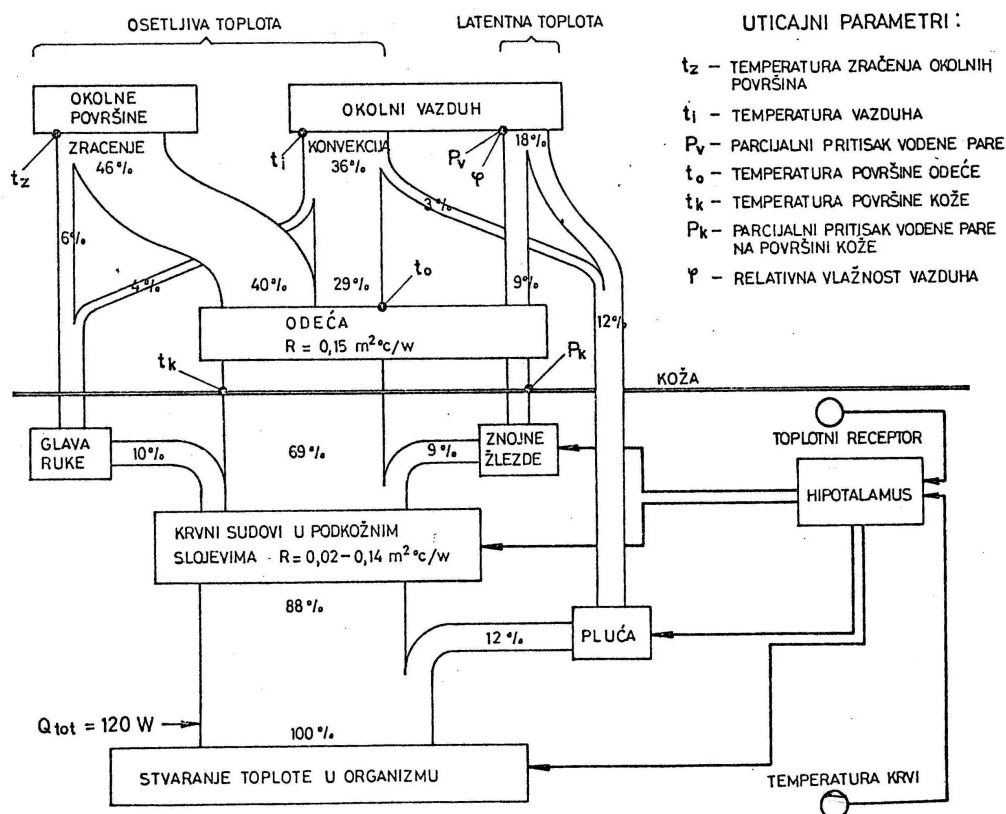 OSETLJIVA TOPLOTA
LATENTNA TOPLOTA
UTICAJNI PARAMETRI :
tz – TEMPERATURA ZRAČENJA OKOLNIH
POVRŠINA
ti – TEMPERATURA VAZDUHA
Pv – PARCIJALNI PRITISAK VODENE PARE
to – TEMPERATURA POVRŠINE ODEĆE
tk – TEMPERATURA POVRŠINE KOŽE
Pk – PARCIJALNI PRITISAK VODENE PARE
NA POVRŠINI KOŽE
φ – RELATIVNA VLAŽNOST VAZDUHA
OKOLNE
POVRŠINE
OKOLNI VAZDUH
tz
ZRACENJE
46%
ti
KONVEKCIJA
36%
Pv
φ
18%
6%
3%
4%
40%
29%
to
9%
12%
ODEĆA
R = 0,15 m²°c/w
tk
Pk
KOŽA
GLAVA
RUKE
10%
69%
9%
ZNOJNE
ŽLEZDE
TOPLOTNI RECEPTOR
HIPOTALAMUS
KRVNI SUDOVI U PODKOŽNIM
SLOJEVIMA - R = 0,02–0,14 m²°c/w
88%
12%
PLUĆA
Qtot = 120 W
100%
STVARANJE TOPLOTE U ORGANIZMU
TEMPERATURA KRVI